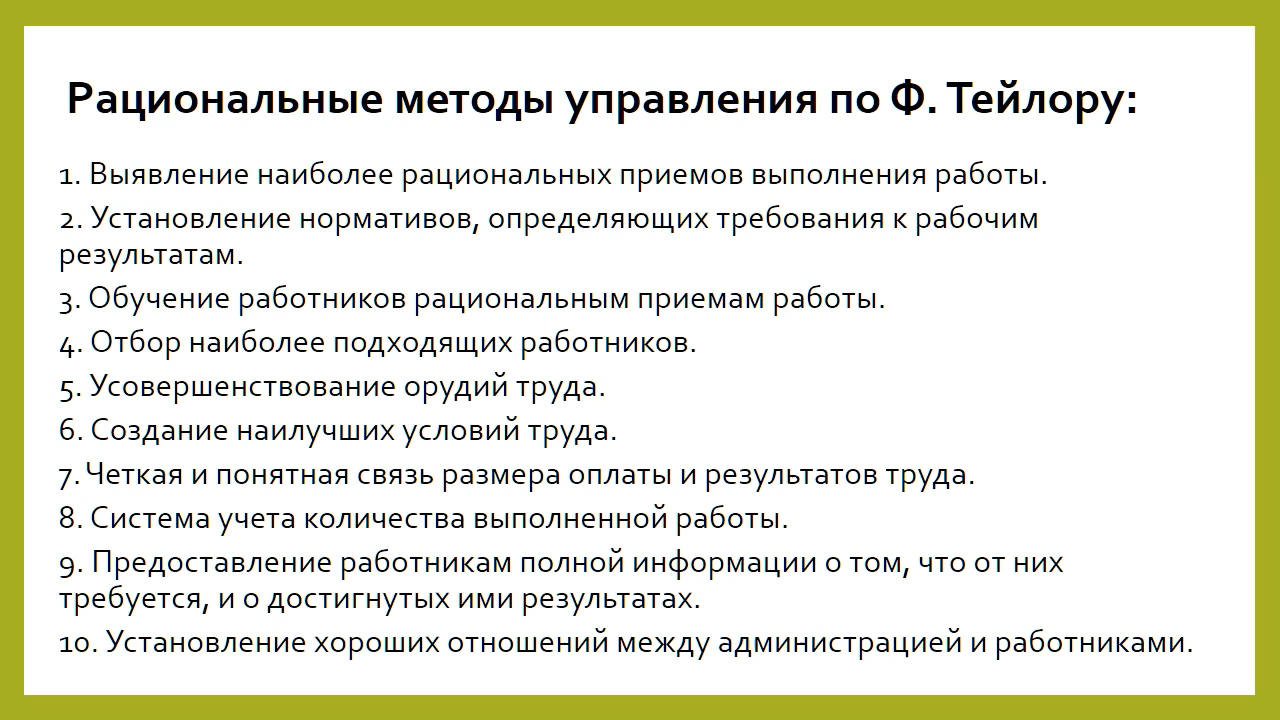 Рациональные методы управления по Ф. Тейлору:
1. Выявление наиболее рациональных приемов выполнения работы.
2. Установление нормативов, определяющих требования к рабочим
результатам.
3. Обучение работников рациональным приемам работы.
4. Отбор наиболее подходящих работников.
5. Усовершенствование орудий труда.
6. Создание наилучших условий труда.
7. Четкая и понятная связь размера оплаты и результатов труда.
8. Система учета количества выполненной работы.
9. Предоставление работникам полной информации о том, что от них
требуется, и о достигнутых ими результатах.
10. Установление хороших отношений между администрацией и работниками.